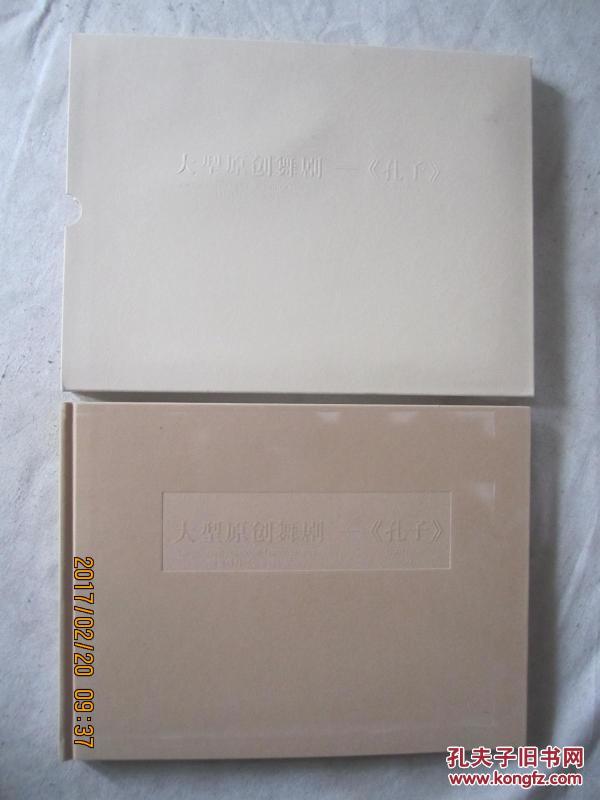 大型原创舞剧 —《孔子》
大型原创舞剧 —《孔子》
2017/02/20 09:37
孔夫子旧书网
www.kongfz.com